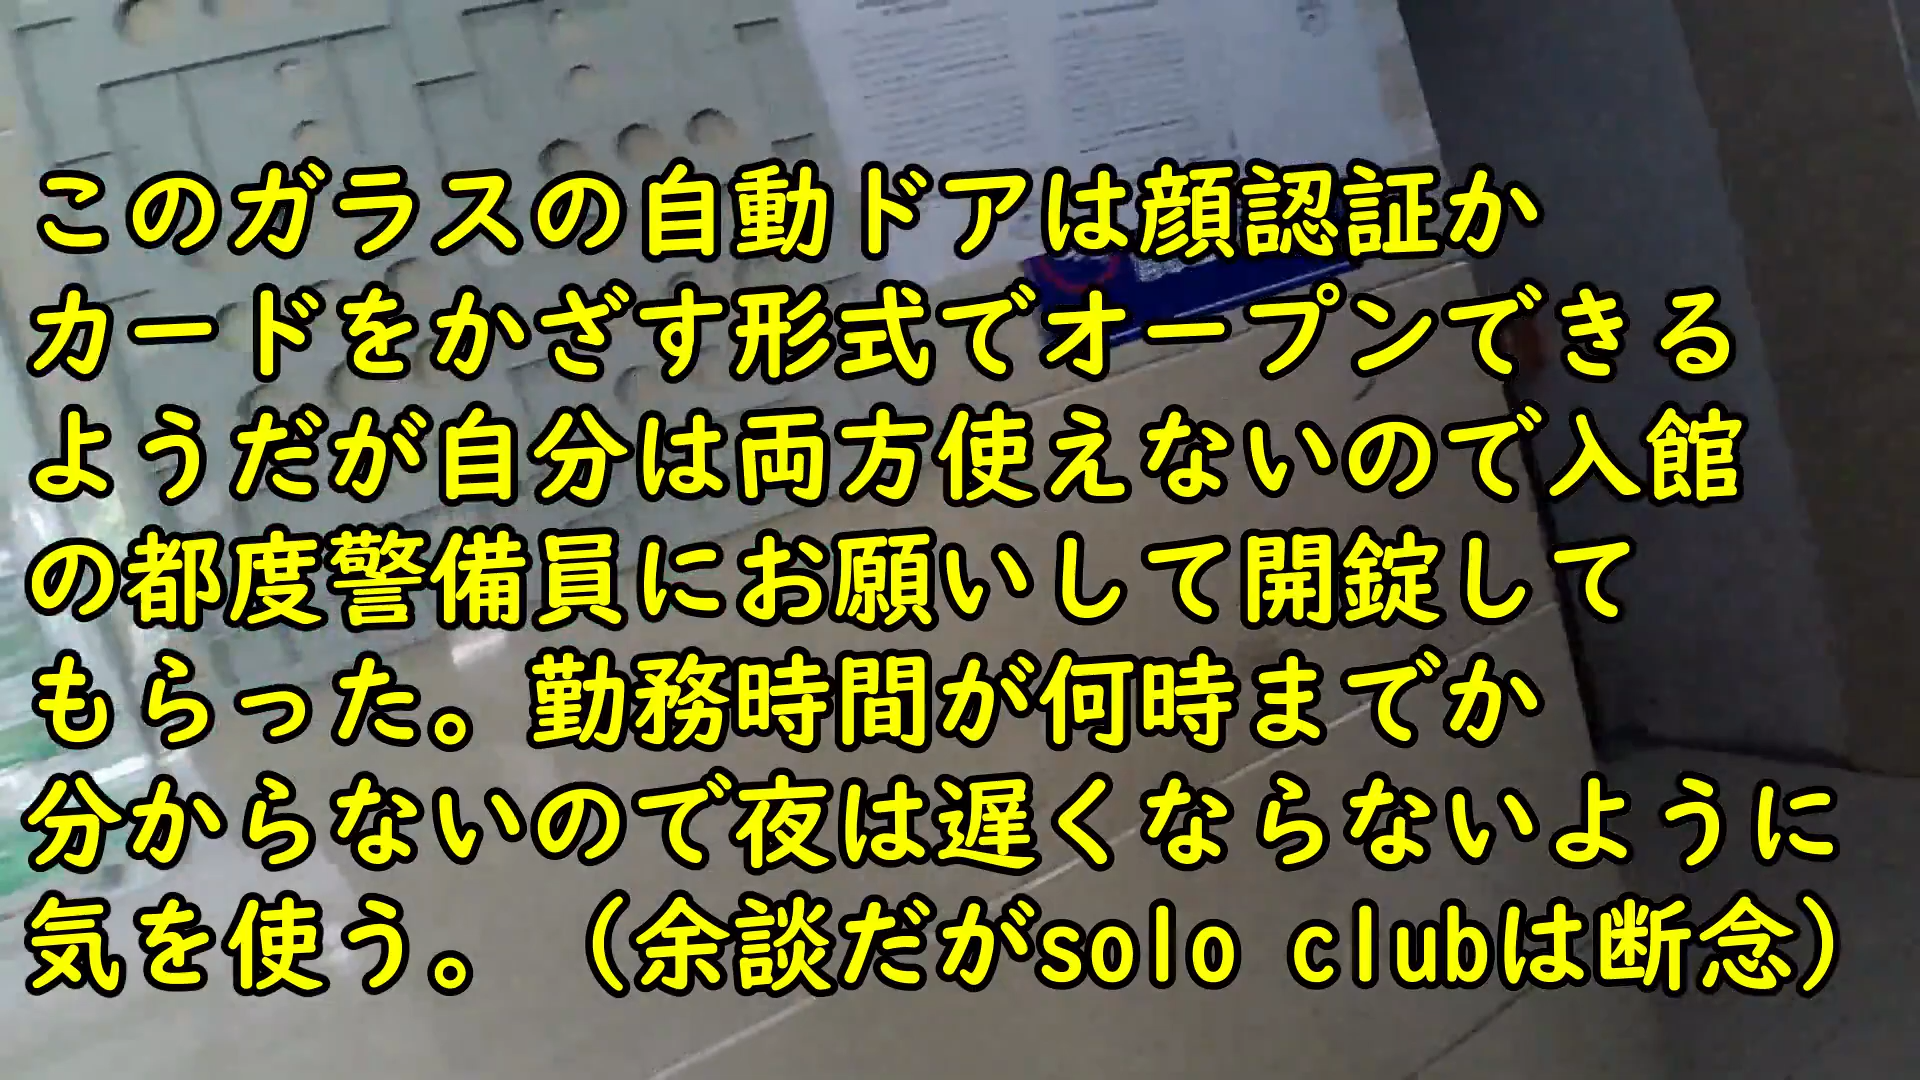 このガラスの自動ドアは顔認証か
カードをかざす形式でオープンできる
ようだが自分は両方使えないので入館
の都度警備員にお願いして開錠して
もらった。勤務時間が何時までか
分からないので夜は遅くならないように
気を使う。（余談だがsolo clubは断念）